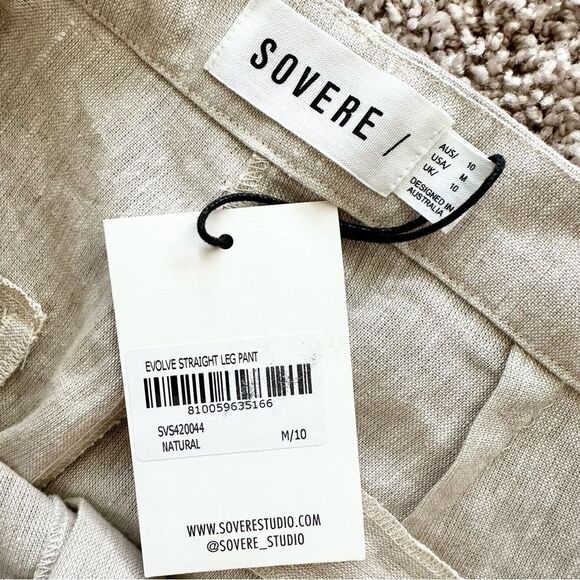 SOVERE /
AUS/ 10
USA/ M
UK/ 10
DESIGNED IN
AUSTRALIA
EVOLVE STRAIGHT LEG PANT
810059635166
SVS420044
NATURAL M/10
WWW.SOVERESTUDIO.COM
@SOVERE_STUDIO